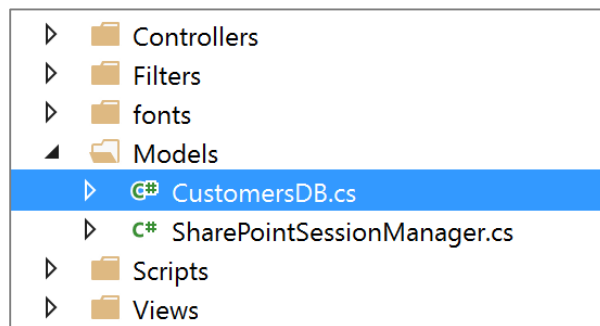 Controllers
Filters
fonts
Models
C# CustomersDB.cs
C# SharePointSessionManager.cs
Scripts
Views